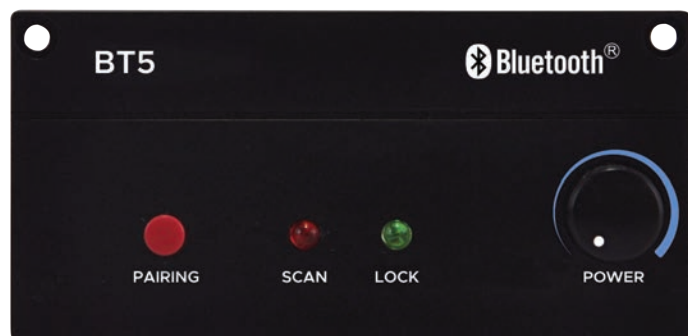 BT5
Bluetooth®
PAIRING
SCAN
LOCK
POWER